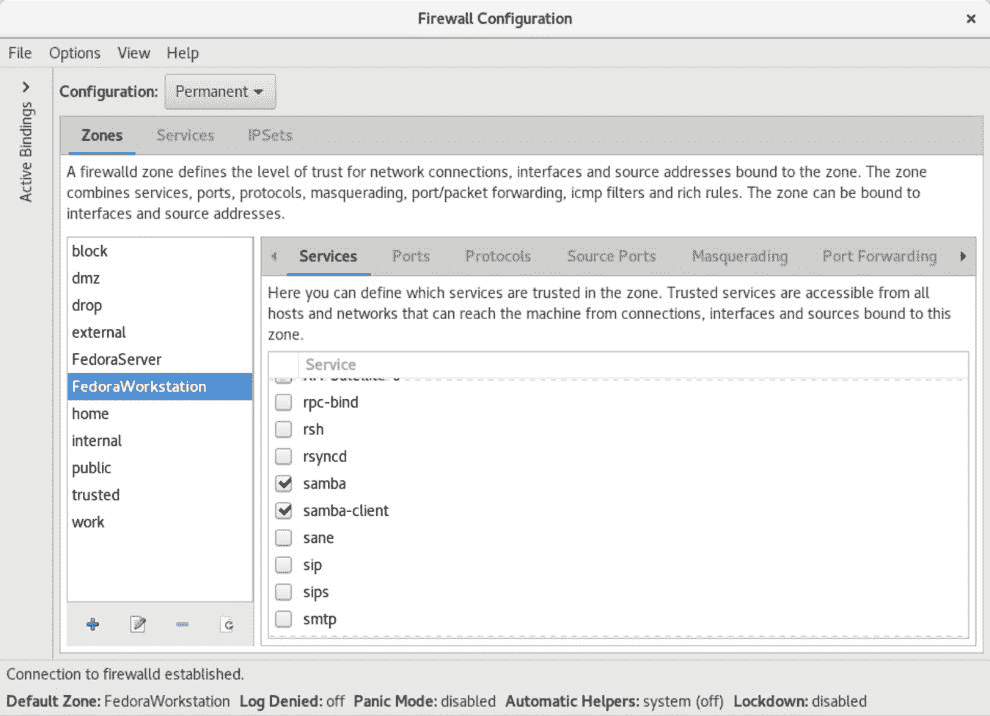 Firewall Configuration
File Options View Help
Active Bindings
Configuration: Permanent
Zones Services IPSets
A firewalld zone defines the level of trust for network connections, interfaces and source addresses bound to the zone. The zone
combines services, ports, protocols, masquerading, port/packet forwarding, icmp filters and rich rules. The zone can be bound to
interfaces and source addresses.
block
dmz
drop
external
FedoraServer
FedoraWorkstation
home
internal
public
trusted
work
Services Ports Protocols Source Ports Masquerading Port Forwarding
Here you can define which services are trusted in the zone. Trusted services are accessible from all
hosts and networks that can reach the machine from connections, interfaces and sources bound to this
zone.
Service
rpc-bind
rsh
rsyncd
samba
samba-client
sane
sip
sips
smtp
Connection to firewalld established.
Default Zone: FedoraWorkstation Log Denied: off Panic Mode: disabled Automatic Helpers: system (off) Lockdown: disabled